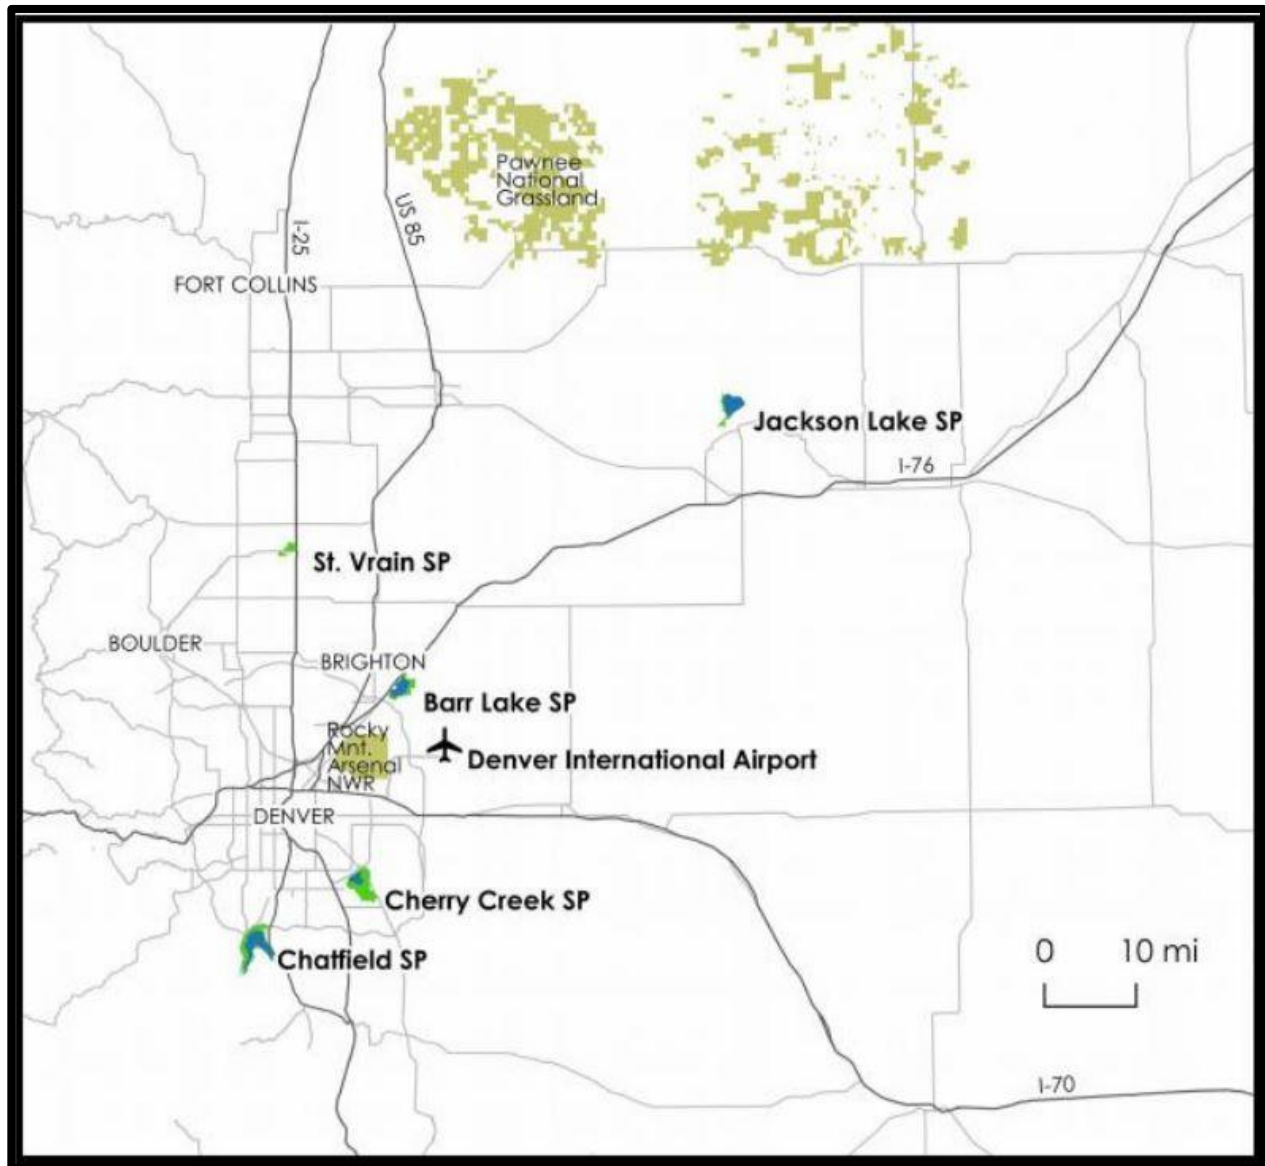 Pawnee
National
Grassland
US 85
I-25
FORT COLLINS
Jackson Lake SP
I-76
St. Vrain SP
BOULDER
BRIGHTON
Barr Lake SP
Rocky
Mnt.
Arsenal
NWR
Denver International Airport
DENVER
Cherry Creek SP
Chatfield SP
0 10 mi
I-70